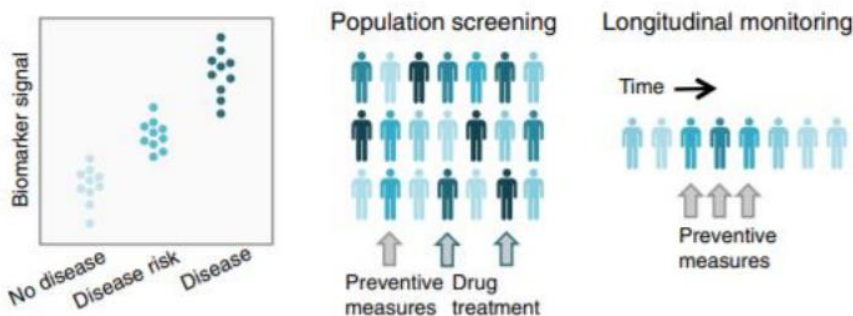 Biomarker signal
No disease
Disease risk
Disease
Population screening
Preventive
measures
Drug
treatment
Longitudinal monitoring
Time
Preventive
measures